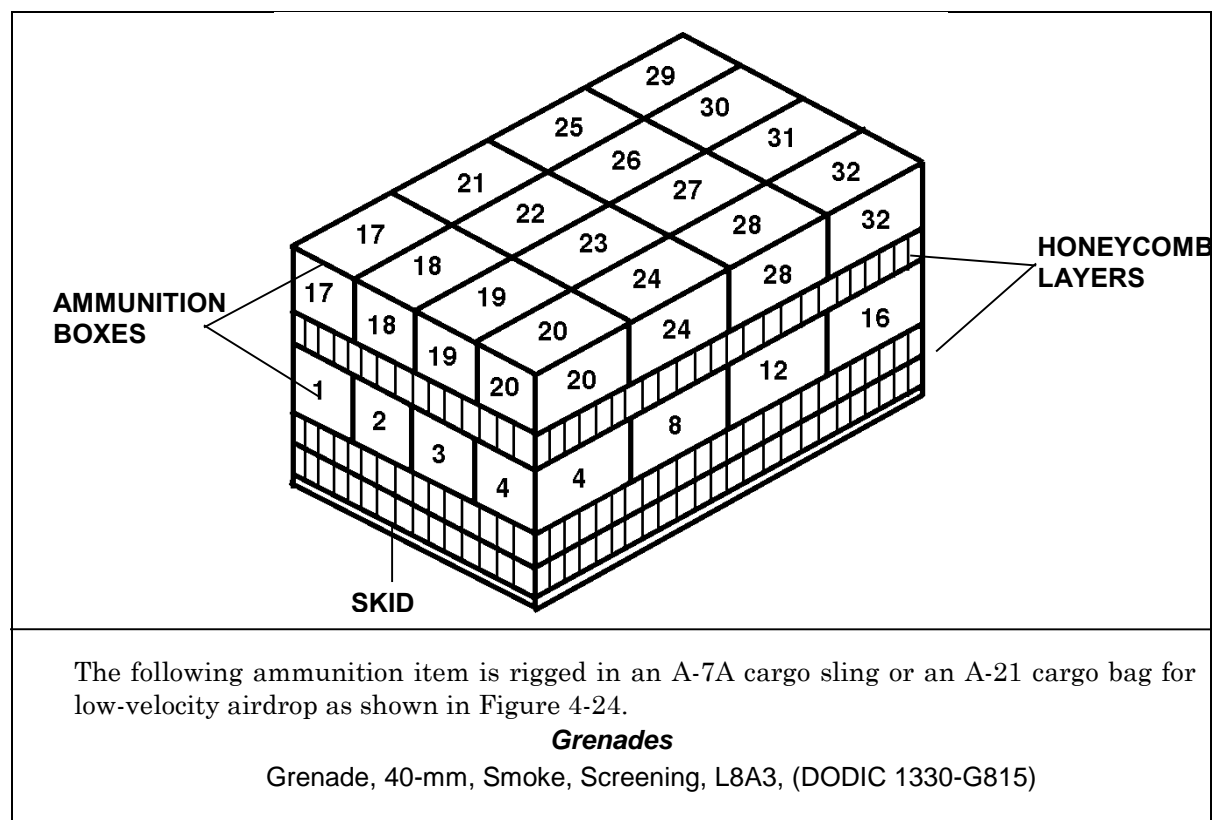 29
25 30
21 26 31
17 22 27 32
18 23 28 32
17 19 24 28
18 20 24
19 20 20
HONEYCOMB
LAYERS
AMMUNITION
BOXES
16
12
1 8
2 4
3
4
SKID
The following ammunition item is rigged in an A-7A cargo sling or an A-21 cargo bag for
low-velocity airdrop as shown in Figure 4-24.
Grenades
Grenade, 40-mm, Smoke, Screening, L8A3, (DODIC 1330-G815)